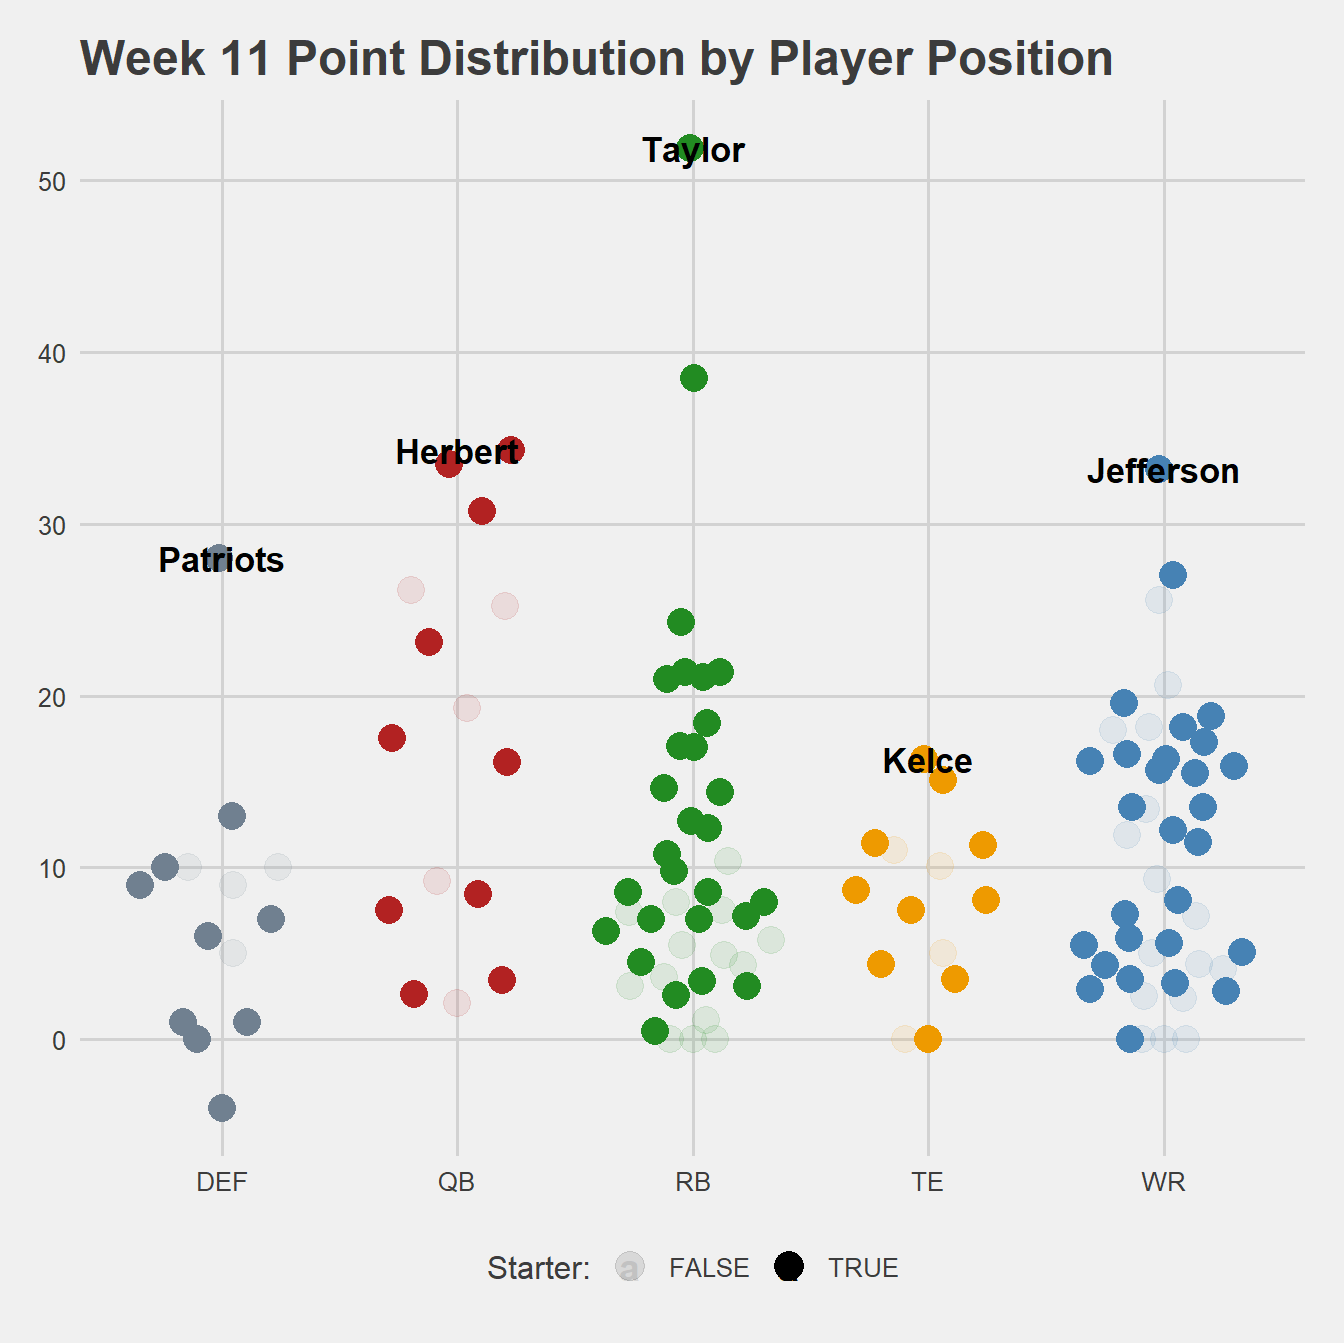 Week 11 Point Distribution by Player Position
Taylor
50
40
Herbert
Jefferson
30
Patriots
20
Kelce
10
0
DEF QB RB TE WR
Starter: a FALSE TRUE